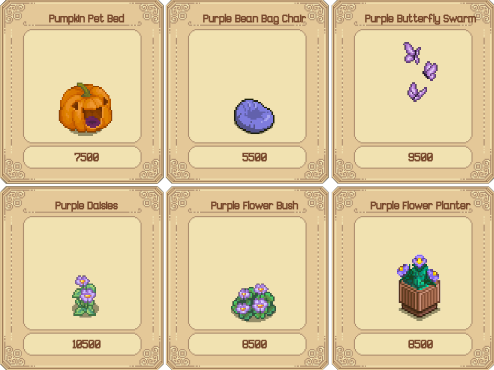 Pumpkin Pet Bed
Purple Bean Bag Chair
Purple Butterfly Swarm
7500
5500
9500
Purple Daisies
Purple Flower Bush
Purple Flower Planter
10500
8500
8500